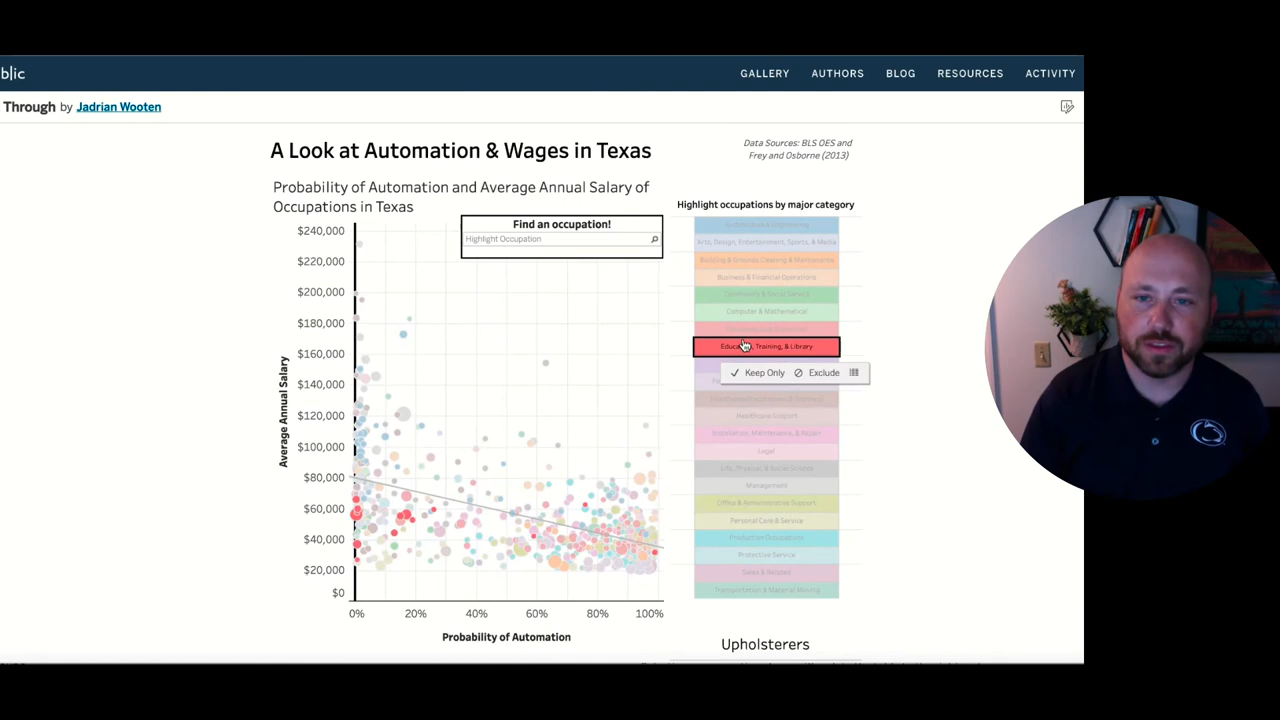 blic
GALLERY
AUTHORS
BLOG
RESOURCES
ACTIVITY
Through by Jadrian Wooten
A Look at Automation & Wages in Texas
Data Sources: BLS OES and
Frey and Osborne (2013)
Probability of Automation and Average Annual Salary of
Occupations in Texas
Highlight occupations by major category
Find an occupation!
Highlight Occupation
$240,000
$220,000
$200,000
$180,000
$160,000
$140,000
$120,000
$100,000
$80,000
$60,000
$40,000
$20,000
$0
Average Annual Salary
0%
20%
40%
60%
80%
100%
Probability of Automation
Architecture & Engineering
Arts, Design, Entertainment, Sports, & Media
Building & Grounds Cleaning & Maintenance
Business & Financial Operations
Community & Social Service
Computer & Mathematical
Training, & Library
Keep Only
Exclude
Healthcare Support
Installation, Maintenance, & Repair
Legal
Life, Physical, & Social Science
Management
Office & Administrative Support
Personal Care & Service
Production Occupations
Protective Service
Sales & Related
Transportation & Material Moving
Upholsterers